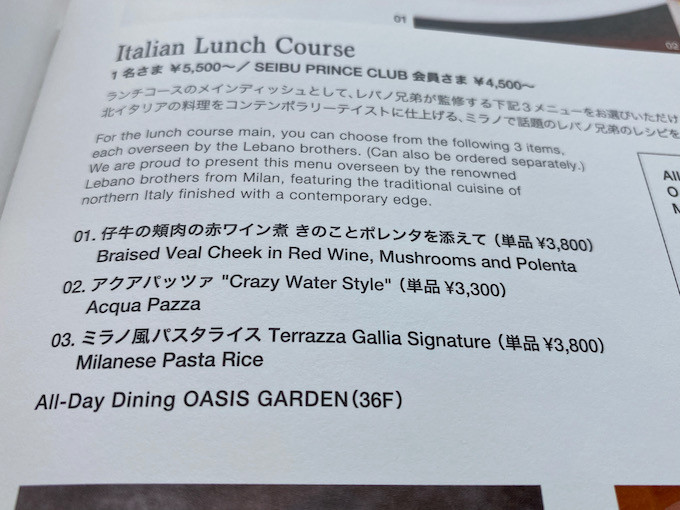 01
02
Italian Lunch Course
1名さま ¥5,500〜／ SEIBU PRINCE CLUB 会員さま ¥4,500〜
ランチコースのメインディッシュとして、レバノ兄弟が監修する下記3メニューをお選びいただけ
北イタリアの料理をコンテンポラリーテイストに仕上げる、ミラノで話題のレバノ兄弟のレシピを
For the lunch course main, you can choose from the following 3 items,
each overseen by the Lebano brothers. (Can also be ordered separately.)
We are proud to present this menu overseen by the renowned
Lebano brothers from Milan, featuring the traditional cuisine of
northern Italy finished with a contemporary edge.
01. 仔牛の頬肉の赤ワイン煮 きのことポレンタを添えて（単品 ¥3,800）
Braised Veal Cheek in Red Wine, Mushrooms and Polenta
02. アクアパッツァ "Crazy Water Style"（単品 ¥3,300）
Acqua Pazza
03. ミラノ風パスタライス Terrazza Gallia Signature（単品 ¥3,800）
Milanese Pasta Rice
All-Day Dining OASIS GARDEN（36F）
All
O
M